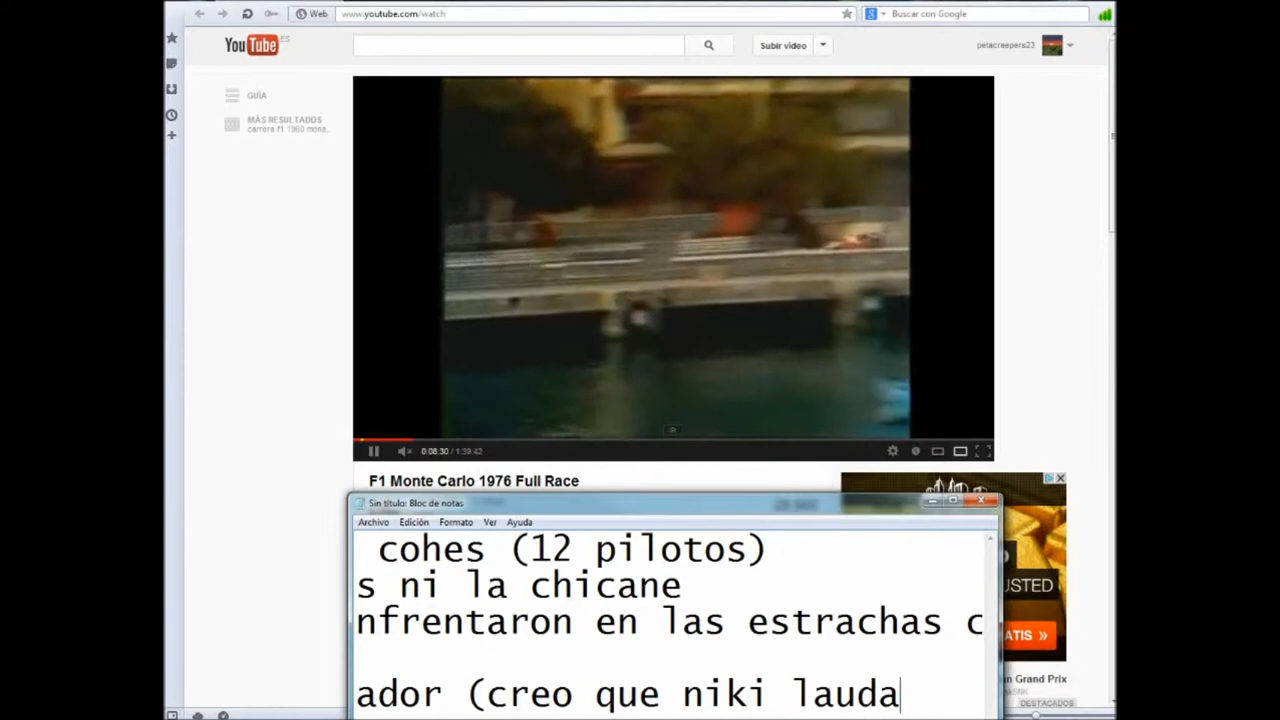 Web
www.youtube.com/watch
Buscar con Google
YouTube ES
Subir vídeo
petacreepers23
GUÍA
MÁS RESULTADOS
carrera f1 1960 mona...
0:08:30 / 1:39:42
F1 Monte Carlo 1976 Full Race
Sin título: Bloc de notas
Archivo Edición Formato Ver Ayuda
cohes (12 pilotos)
s ni la chicane
nfrentaron en las estrachas c
ador (creo que niki lauda
USTED
ATIS »
an Grand Prix
DESTACADOS